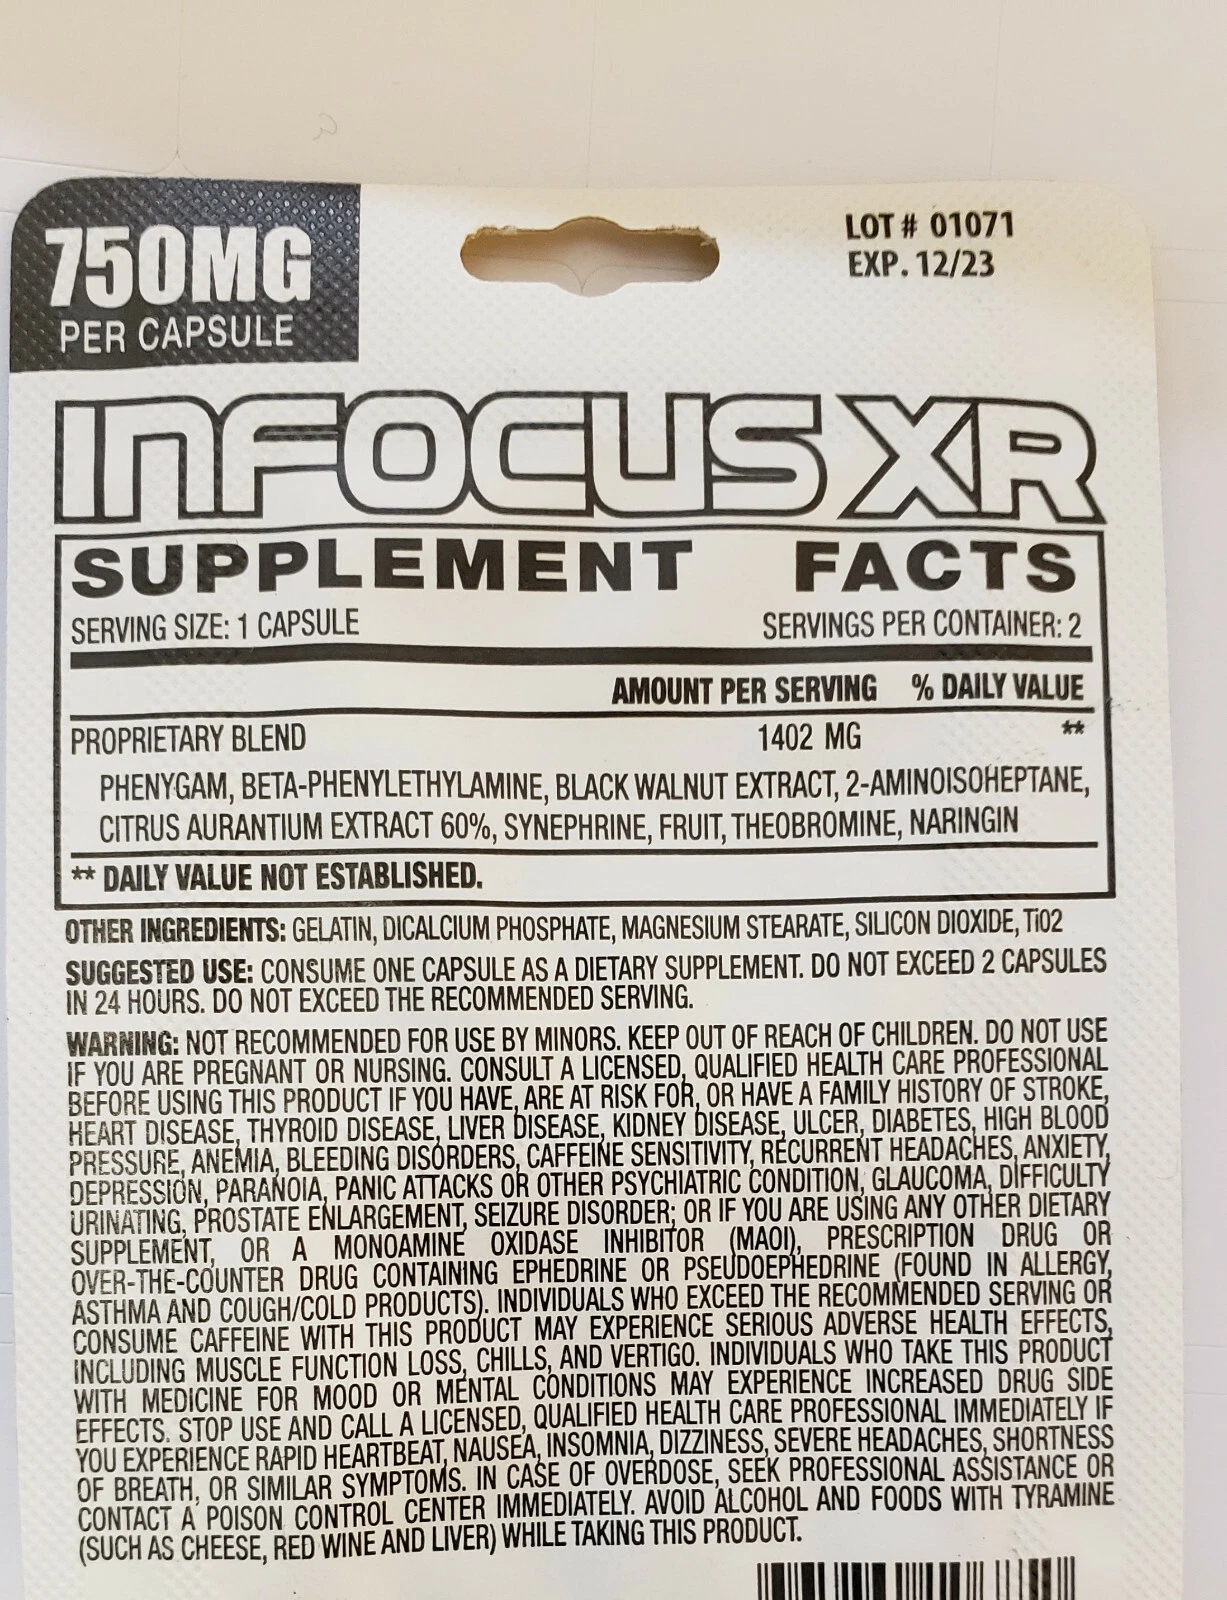 750MG
PER CAPSULE
LOT # 01071
EXP. 12/23
INFOCUS XR
SUPPLEMENT FACTS
SERVING SIZE: 1 CAPSULE SERVINGS PER CONTAINER: 2
AMOUNT PER SERVING % DAILY VALUE
PROPRIETARY BLEND 1402 MG **
PHENYGAM, BETA-PHENYLETHYLAMINE, BLACK WALNUT EXTRACT, 2-AMINOISOHEPTANE,
CITRUS AURANTIUM EXTRACT 60%, SYNEPHRINE, FRUIT, THEOBROMINE, NARINGIN
** DAILY VALUE NOT ESTABLISHED.
OTHER INGREDIENTS: GELATIN, DICALCIUM PHOSPHATE, MAGNESIUM STEARATE, SILICON DIOXIDE, TiO2
SUGGESTED USE: CONSUME ONE CAPSULE AS A DIETARY SUPPLEMENT. DO NOT EXCEED 2 CAPSULES
IN 24 HOURS. DO NOT EXCEED THE RECOMMENDED SERVING.
WARNING: NOT RECOMMENDED FOR USE BY MINORS. KEEP OUT OF REACH OF CHILDREN. DO NOT USE
IF YOU ARE PREGNANT OR NURSING. CONSULT A LICENSED, QUALIFIED HEALTH CARE PROFESSIONAL
BEFORE USING THIS PRODUCT IF YOU HAVE, ARE AT RISK FOR, OR HAVE A FAMILY HISTORY OF STROKE,
HEART DISEASE, THYROID DISEASE, LIVER DISEASE, KIDNEY DISEASE, ULCER, DIABETES, HIGH BLOOD
PRESSURE, ANEMIA, BLEEDING DISORDERS, CAFFEINE SENSITIVITY, RECURRENT HEADACHES, ANXIETY,
DEPRESSION, PARANOIA, PANIC ATTACKS OR OTHER PSYCHIATRIC CONDITION, GLAUCOMA, DIFFICULTY
URINATING, PROSTATE ENLARGEMENT, SEIZURE DISORDER; OR IF YOU ARE USING ANY OTHER DIETARY
SUPPLEMENT, OR A MONOAMINE OXIDASE INHIBITOR (MAOI), PRESCRIPTION DRUG OR
OVER-THE-COUNTER DRUG CONTAINING EPHEDRINE OR PSEUDOEPHEDRINE (FOUND IN ALLERGY,
ASTHMA AND COUGH/COLD PRODUCTS). INDIVIDUALS WHO EXCEED THE RECOMMENDED SERVING OR
CONSUME CAFFEINE WITH THIS PRODUCT MAY EXPERIENCE SERIOUS ADVERSE HEALTH EFFECTS,
INCLUDING MUSCLE FUNCTION LOSS, CHILLS, AND VERTIGO. INDIVIDUALS WHO TAKE THIS PRODUCT
WITH MEDICINE FOR MOOD OR MENTAL CONDITIONS MAY EXPERIENCE INCREASED DRUG SIDE
EFFECTS. STOP USE AND CALL A LICENSED, QUALIFIED HEALTH CARE PROFESSIONAL IMMEDIATELY IF
YOU EXPERIENCE RAPID HEARTBEAT, NAUSEA, INSOMNIA, DIZZINESS, SEVERE HEADACHES, SHORTNESS
OF BREATH, OR SIMILAR SYMPTOMS. IN CASE OF OVERDOSE, SEEK PROFESSIONAL ASSISTANCE OR
CONTACT A POISON CONTROL CENTER IMMEDIATELY. AVOID ALCOHOL AND FOODS WITH TYRAMINE
(SUCH AS CHEESE, RED WINE AND LIVER) WHILE TAKING THIS PRODUCT.